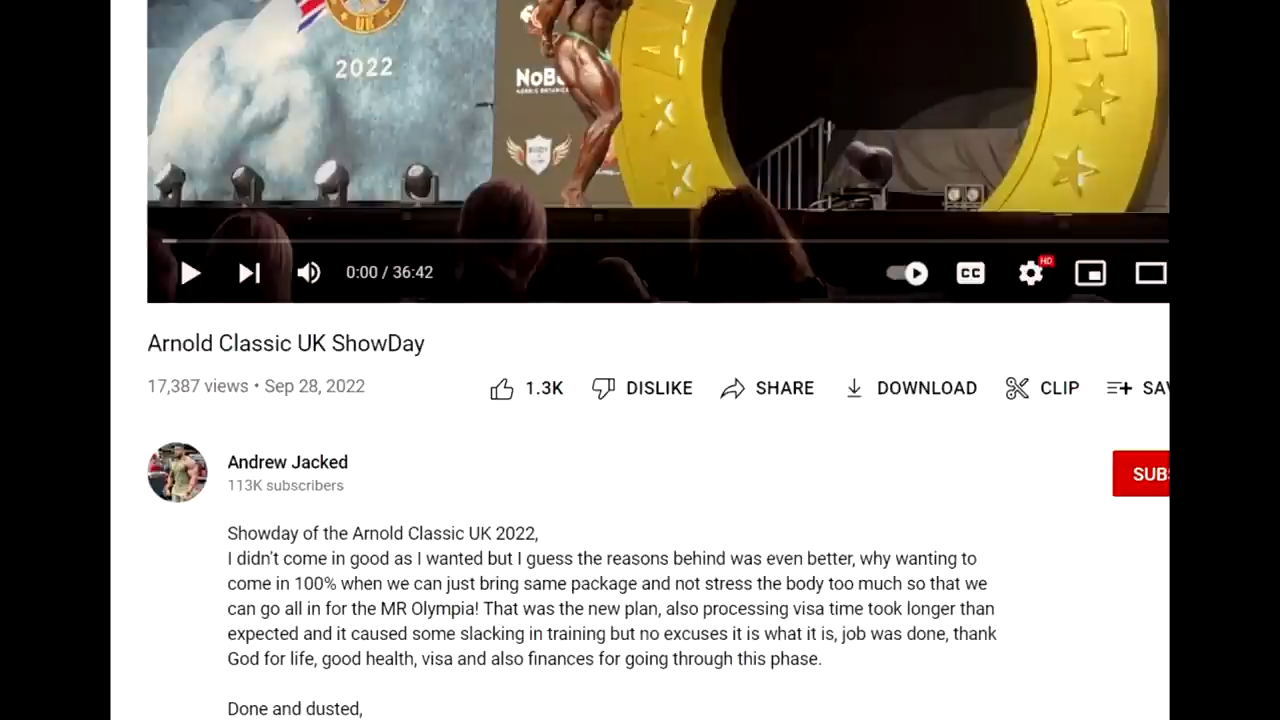 UK
2022
NoBo
NORDIC BOTANICAL
0:00 / 36:42
CC
HD
Arnold Classic UK ShowDay
17,387 views • Sep 28, 2022
1.3K
DISLIKE
SHARE
DOWNLOAD
CLIP
SAV
Andrew Jacked
113K subscribers
SUBS
Showday of the Arnold Classic UK 2022,
I didn't come in good as I wanted but I guess the reasons behind was even better, why wanting to
come in 100% when we can just bring same package and not stress the body too much so that we
can go all in for the MR Olympia! That was the new plan, also processing visa time took longer than
expected and it caused some slacking in training but no excuses it is what it is, job was done, thank
God for life, good health, visa and also finances for going through this phase.
Done and dusted,